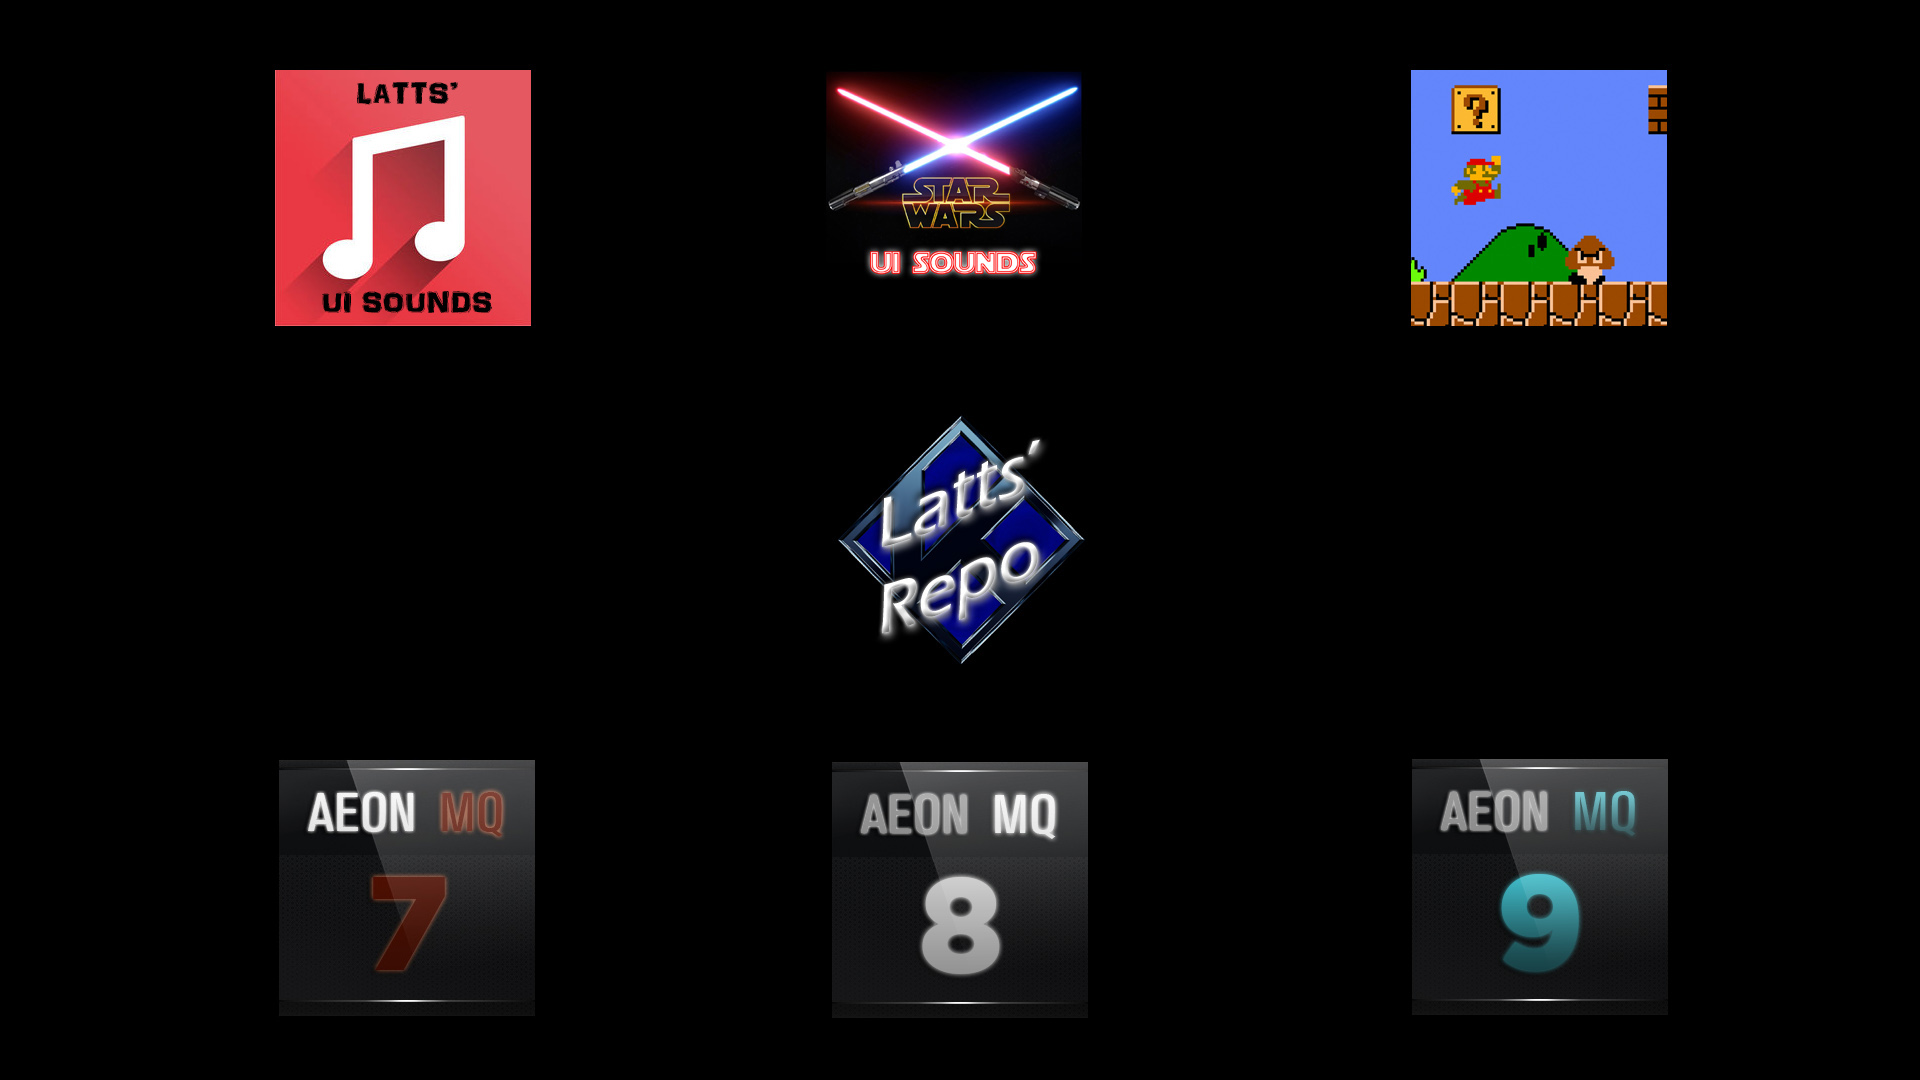 LATTS'
UI SOUNDS
STAR
WARS
UI SOUNDS
?
Latts'
Repo
AEON MQ
7
AEON MQ
8
AEON MQ
9